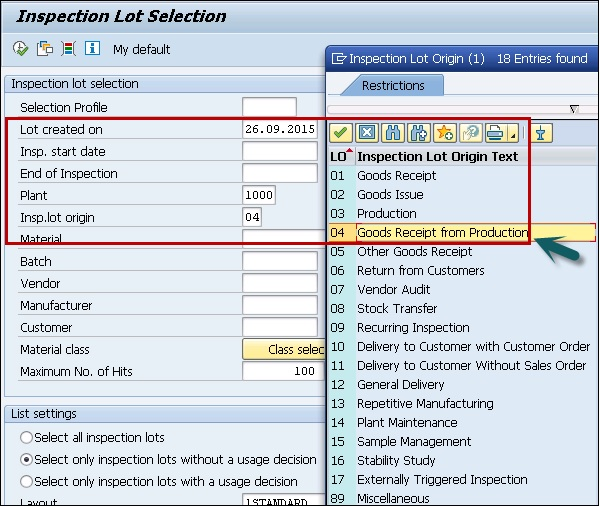 Inspection Lot Selection
My default
Inspection lot selection
Selection Profile
Lot created on 26.09.2015
Insp. start date
End of Inspection
Plant 1000
Insp.lot origin 04
Material
Batch
Vendor
Manufacturer
Customer
Material class Class selec
Maximum No. of Hits 100
List settings
Select all inspection lots
Select only inspection lots without a usage decision
Select only inspection lots with a usage decision
Layout 1STANDARD
Inspection Lot Origin (1) 18 Entries found
Restrictions
LO Inspection Lot Origin Text
01 Goods Receipt
02 Goods Issue
03 Production
04 Goods Receipt from Production
05 Other Goods Receipt
06 Return from Customers
07 Vendor Audit
08 Stock Transfer
09 Recurring Inspection
10 Delivery to Customer with Customer Order
11 Delivery to Customer Without Sales Order
12 General Delivery
13 Repetitive Manufacturing
14 Plant Maintenance
15 Sample Management
16 Stability Study
17 Externally Triggered Inspection
89 Miscellaneous